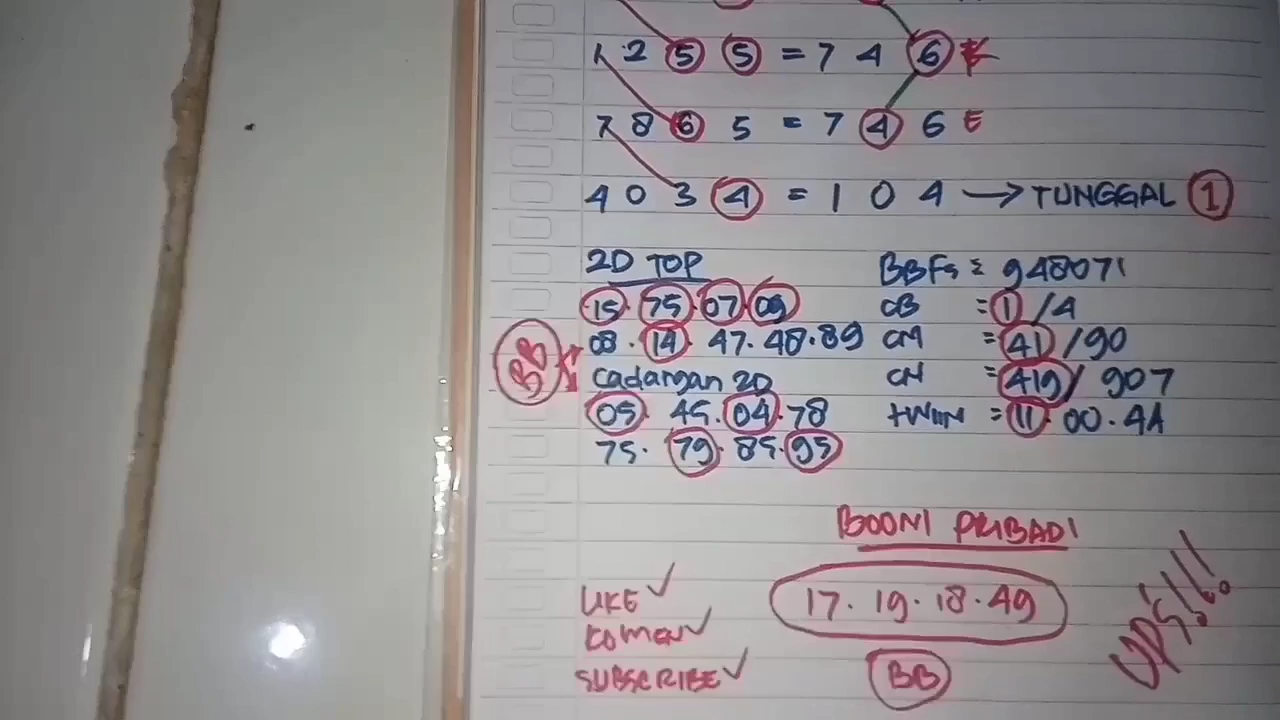 1 2 5 5 = 7 4 6
7 8 6 5 = 7 4 6 E
4 0 3 4 = 1 0 4 → TUNGGAL 1
2D TOP
15. 75. 07. 09
08. 14. 47. 48. 89
BB
Cadangan 2D
05. 45. 04. 78
75. 79. 85. 95
BBFS = 948071
CB = 1 / 4
CM = 41 / 90
CN = 419 / 907
TWIN = 11. 00. 44
BOONI PRIBADI
17. 19. 18. 49
BB
LIKE ✓
KOMEN ✓
SUBSCRIBE ✓
UPS!!!